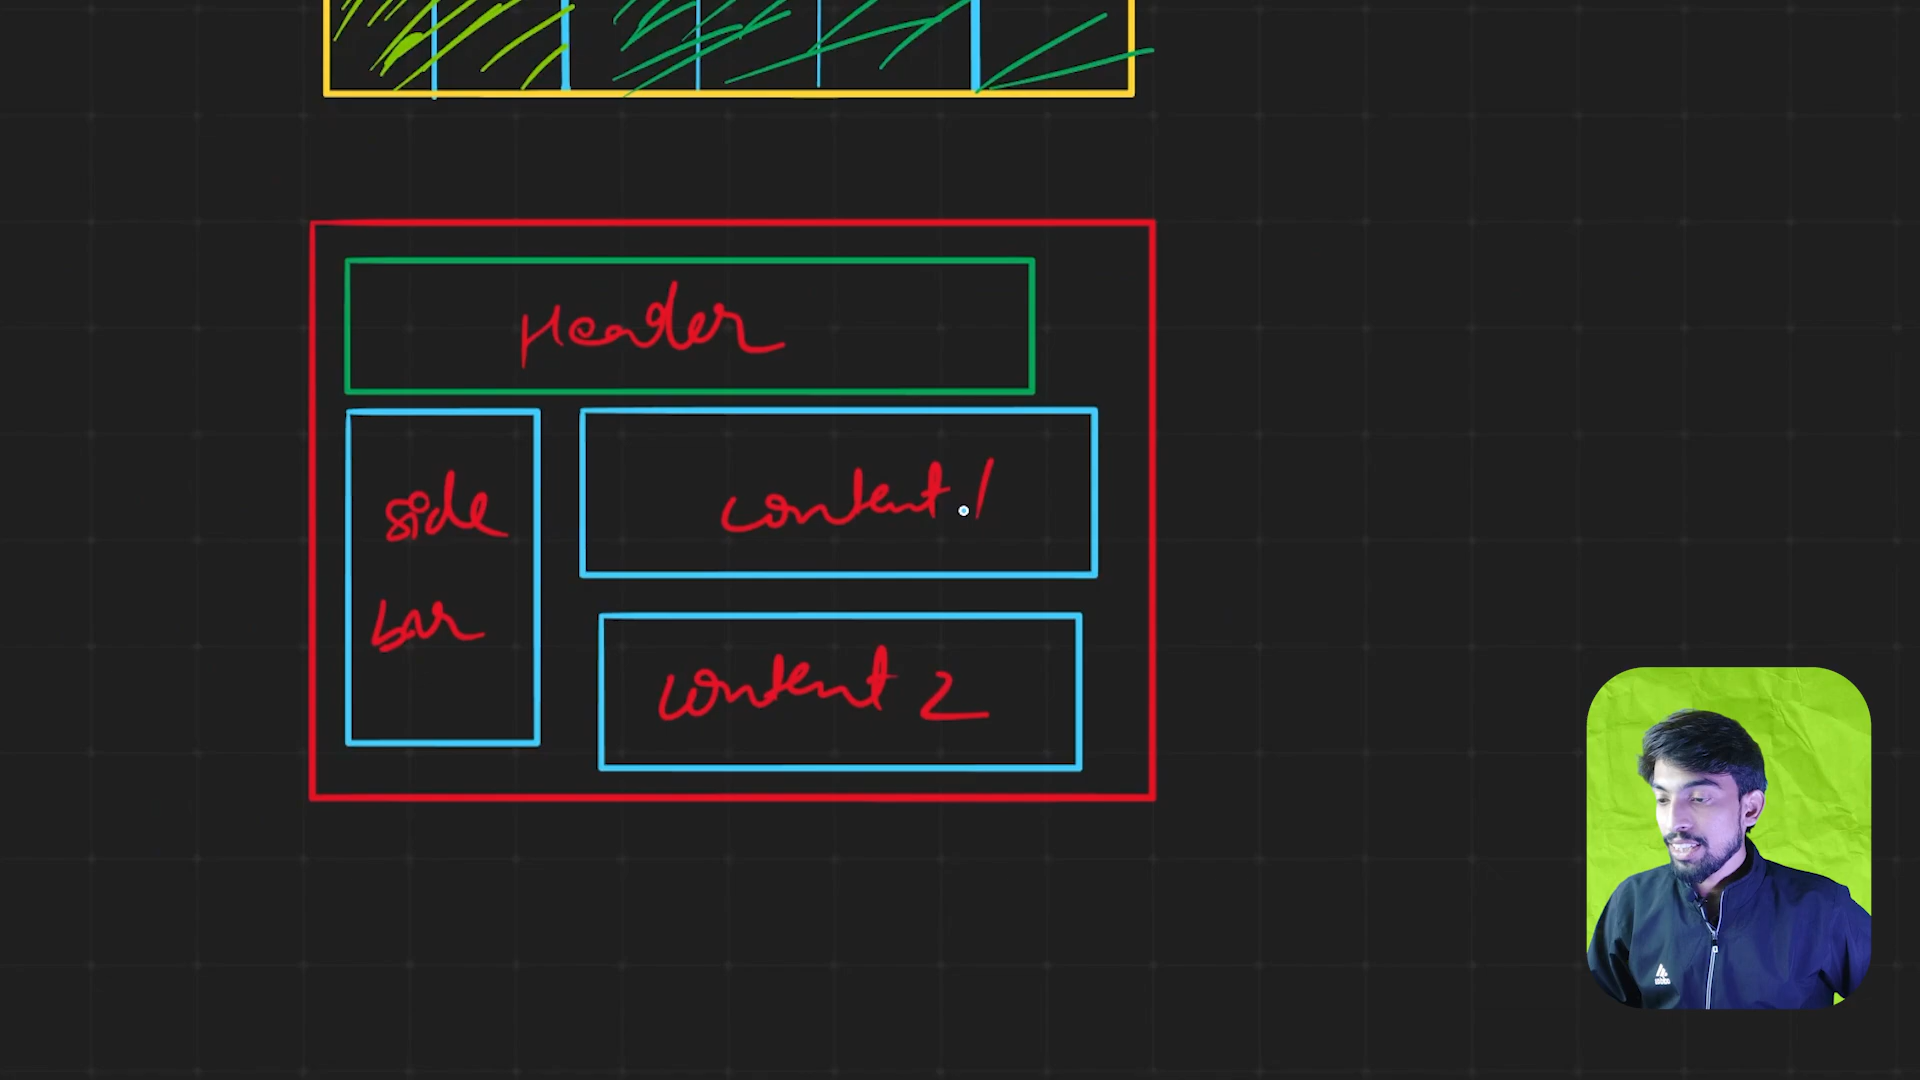 Header
side
bar
content 1
content 2